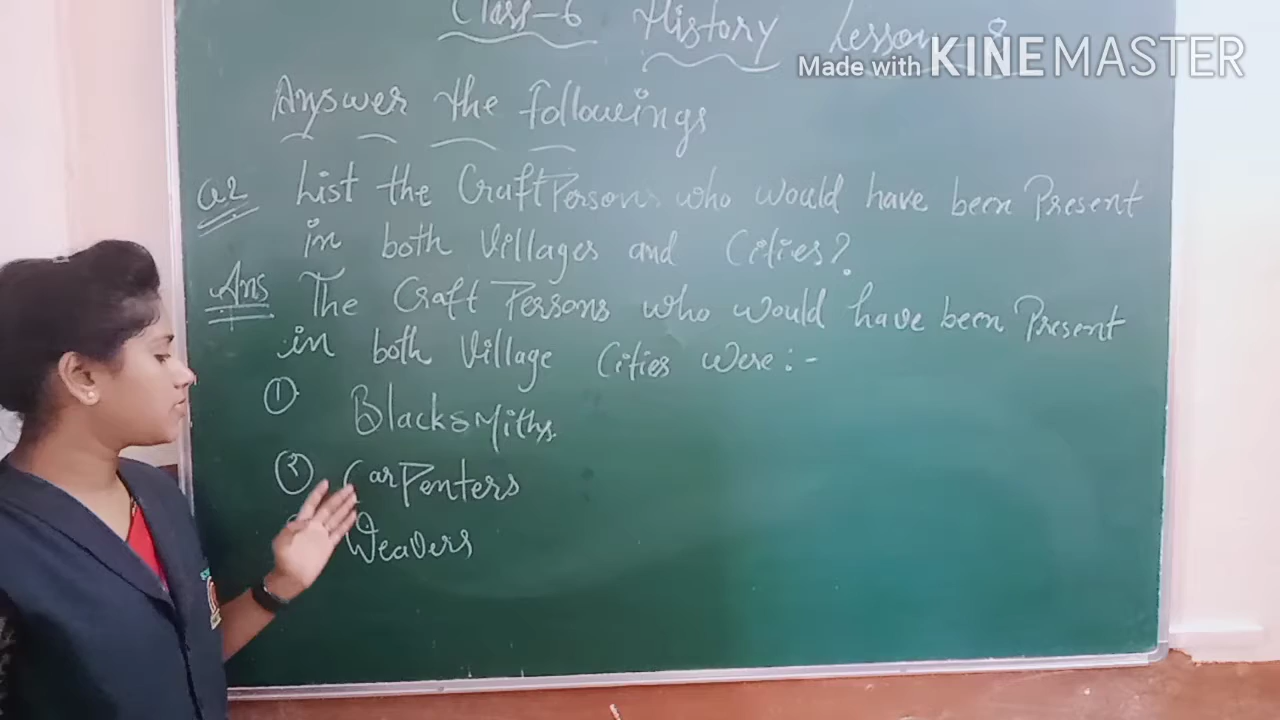 Class-6 History Lesson-8
Made with KINEMASTER
Answer the followings
Q2 List the Craft Persons who would have been Present
in both Villages and Cities?
Ans The Craft Persons who would have been Present
in both Village Cities were:-
① Blacksmiths.
② Carpenters
Weavers